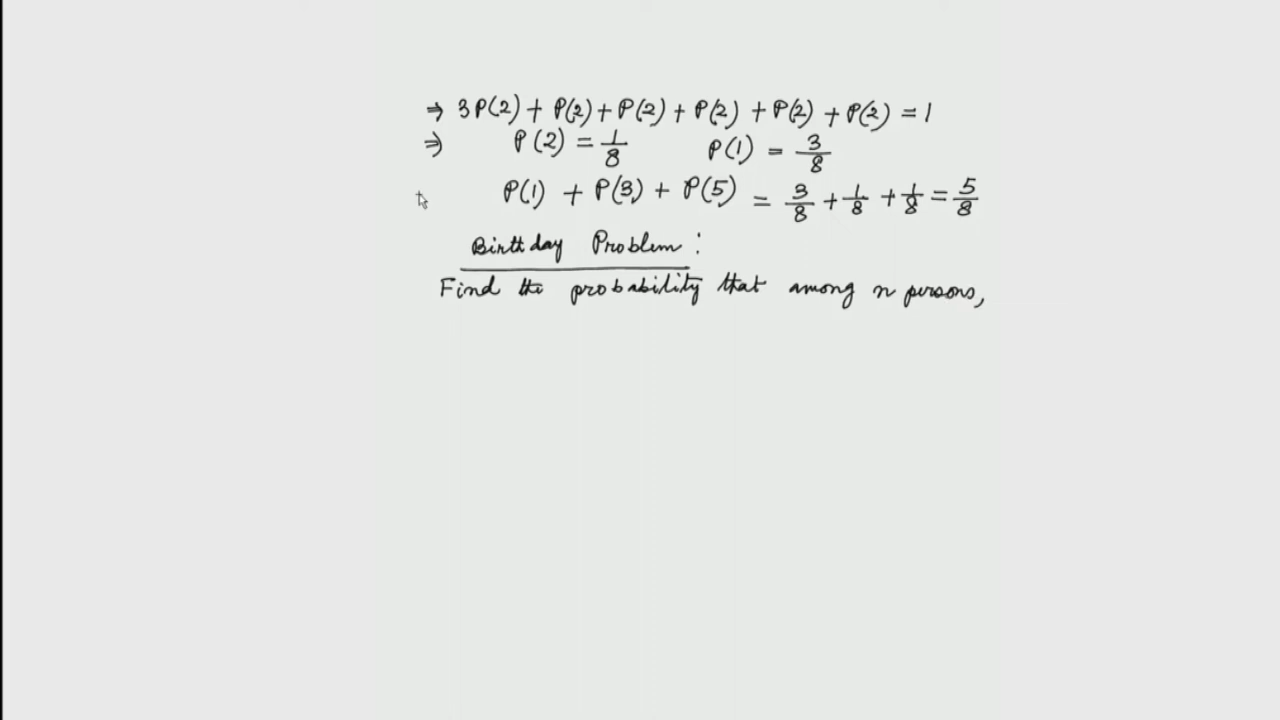 ⇒ 3P(2) + P(2) + P(2) + P(2) + P(2) + P(2) = 1
⇒ P(2) = 1/8 P(1) = 3/8
P(1) + P(3) + P(5) = 3/8 + 1/8 + 1/8 = 5/8
Birthday Problem :
Find the probability that among n persons,